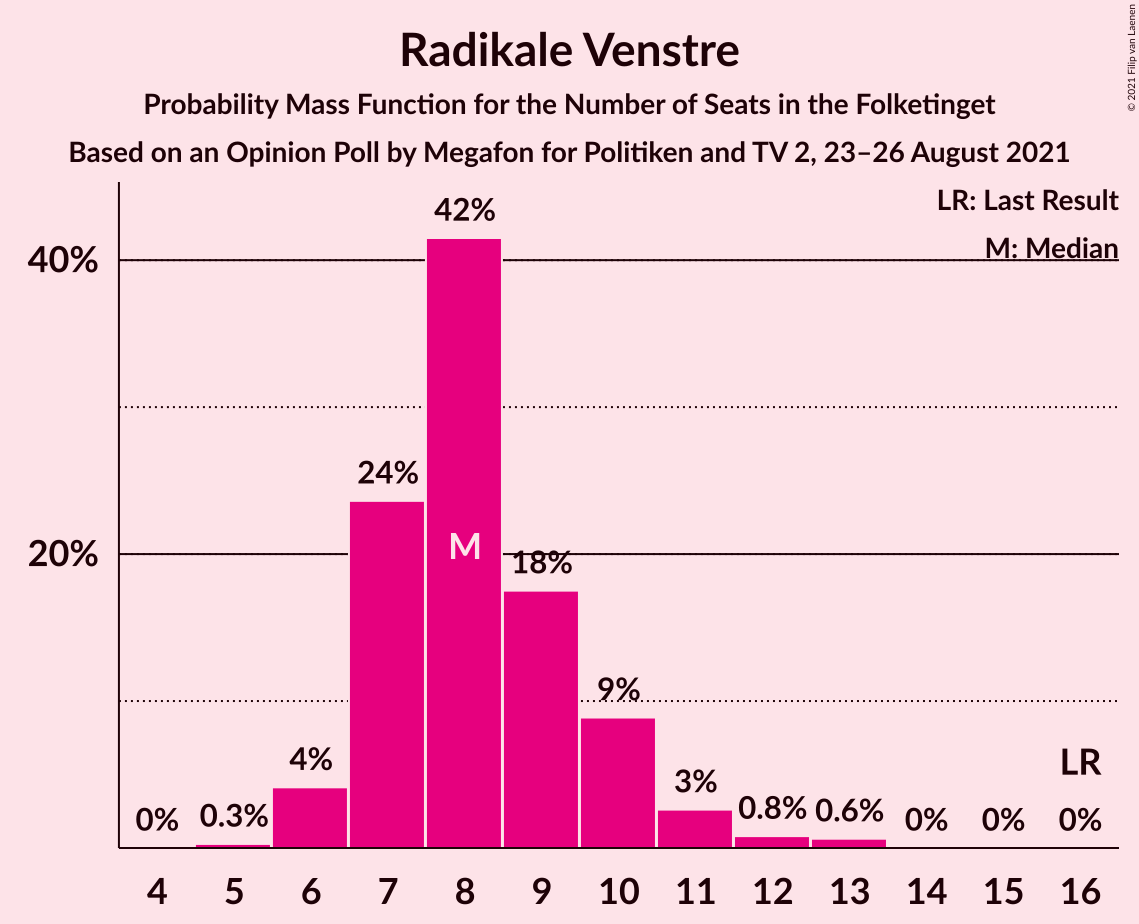 Radikale Venstre
Probability Mass Function for the Number of Seats in the Folketinget
Based on an Opinion Poll by Megafon for Politiken and TV 2, 23–26 August 2021
© 2021 Filip van Laenen
LR: Last Result
M: Median
40%
20%
0%
0.3%
4%
24%
42%
M
18%
9%
3%
0.8%
0.6%
0%
0%
LR
0%
4 5 6 7 8 9 10 11 12 13 14 15 16